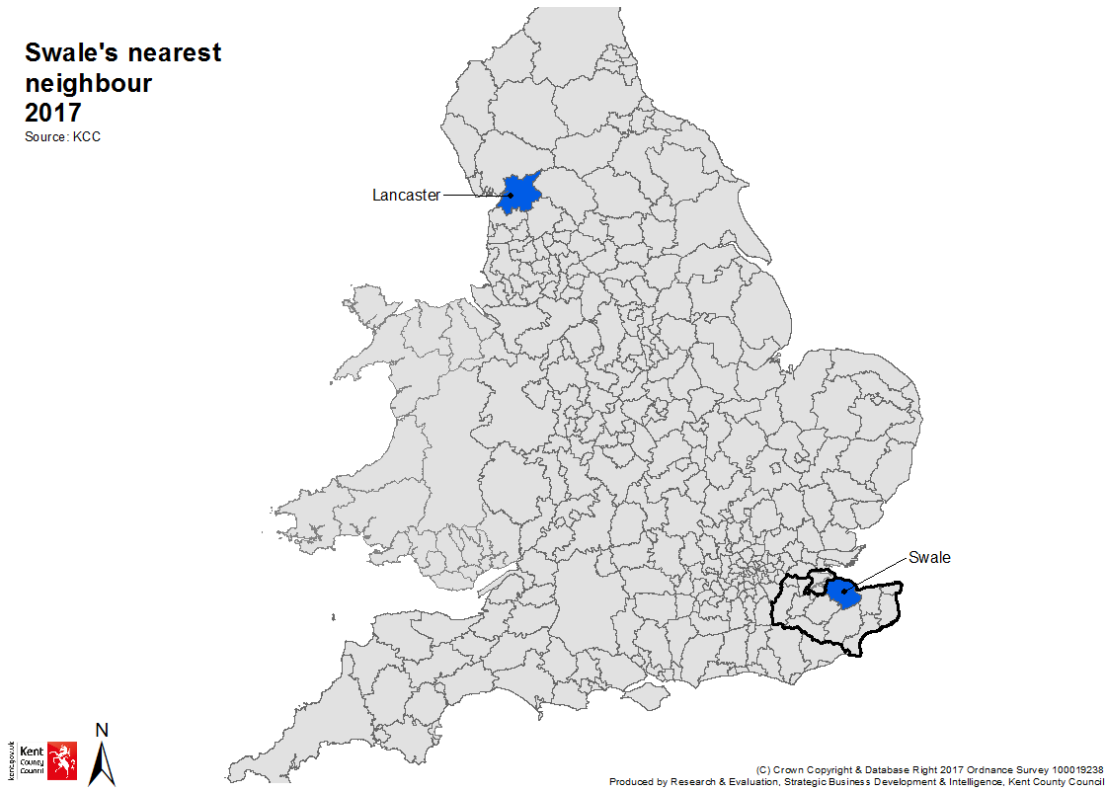 Swale's nearest
neighbour
2017
Source: KCC
Lancaster
Swale
N
kent.gov.uk
Kent
County
Council
(C) Crown Copyright & Database Right 2017 Ordnance Survey 100019238
Produced by Research & Evaluation, Strategic Business Development & Intelligence, Kent County Council